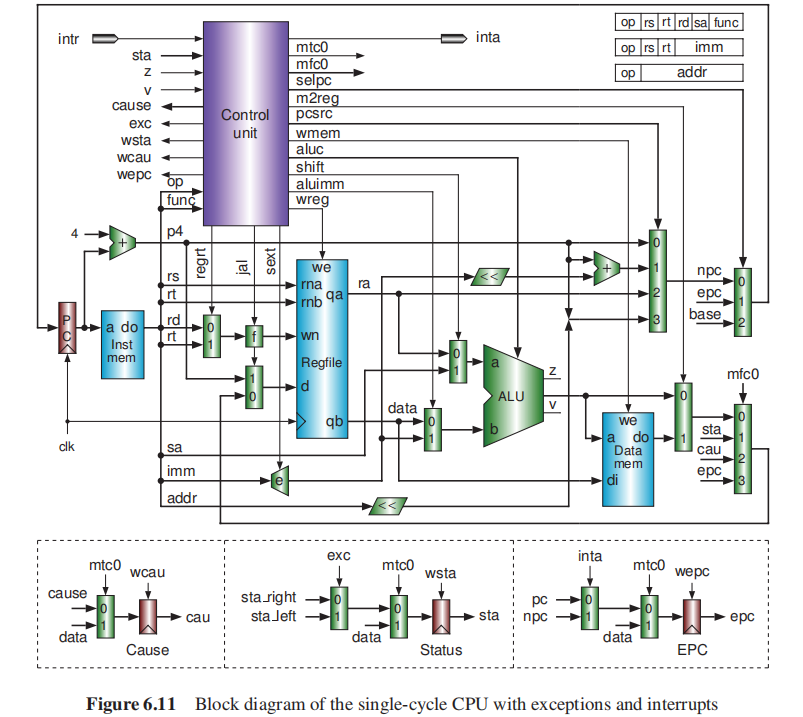 intr
inta
op rs rt rd sa func
op rs rt imm
op addr
sta
z
v
cause
exc
wsta
wcau
wepc
op
func
Control
unit
mtc0
mfc0
selpc
m2reg
pcsrc
wmem
aluc
shift
aluimm
wreg
4
+
p4
regrt
jal
sext
rs
rt
rd
rt
P
C
a do
Inst
mem
clk
0
1
f
1
0
we
rna
rnb
qa
wn
Regfile
d
qb
ra
data
sa
imm
addr
e
<<
<<
+
0
1
0
1
a
b
ALU
z
v
we
a do
Data
mem
di
0
1
2
3
npc
epc
base
0
1
2
0
1
mfc0
sta
cau
epc
0
1
2
3
mtc0 wcau
cause
data
0
1
cau
Cause
exc
mtc0 wsta
sta_right
sta_left
0
1
data
0
1
sta
Status
inta
mtc0 wepc
pc
npc
0
1
data
0
1
epc
EPC
Figure 6.11 Block diagram of the single-cycle CPU with exceptions and interrupts